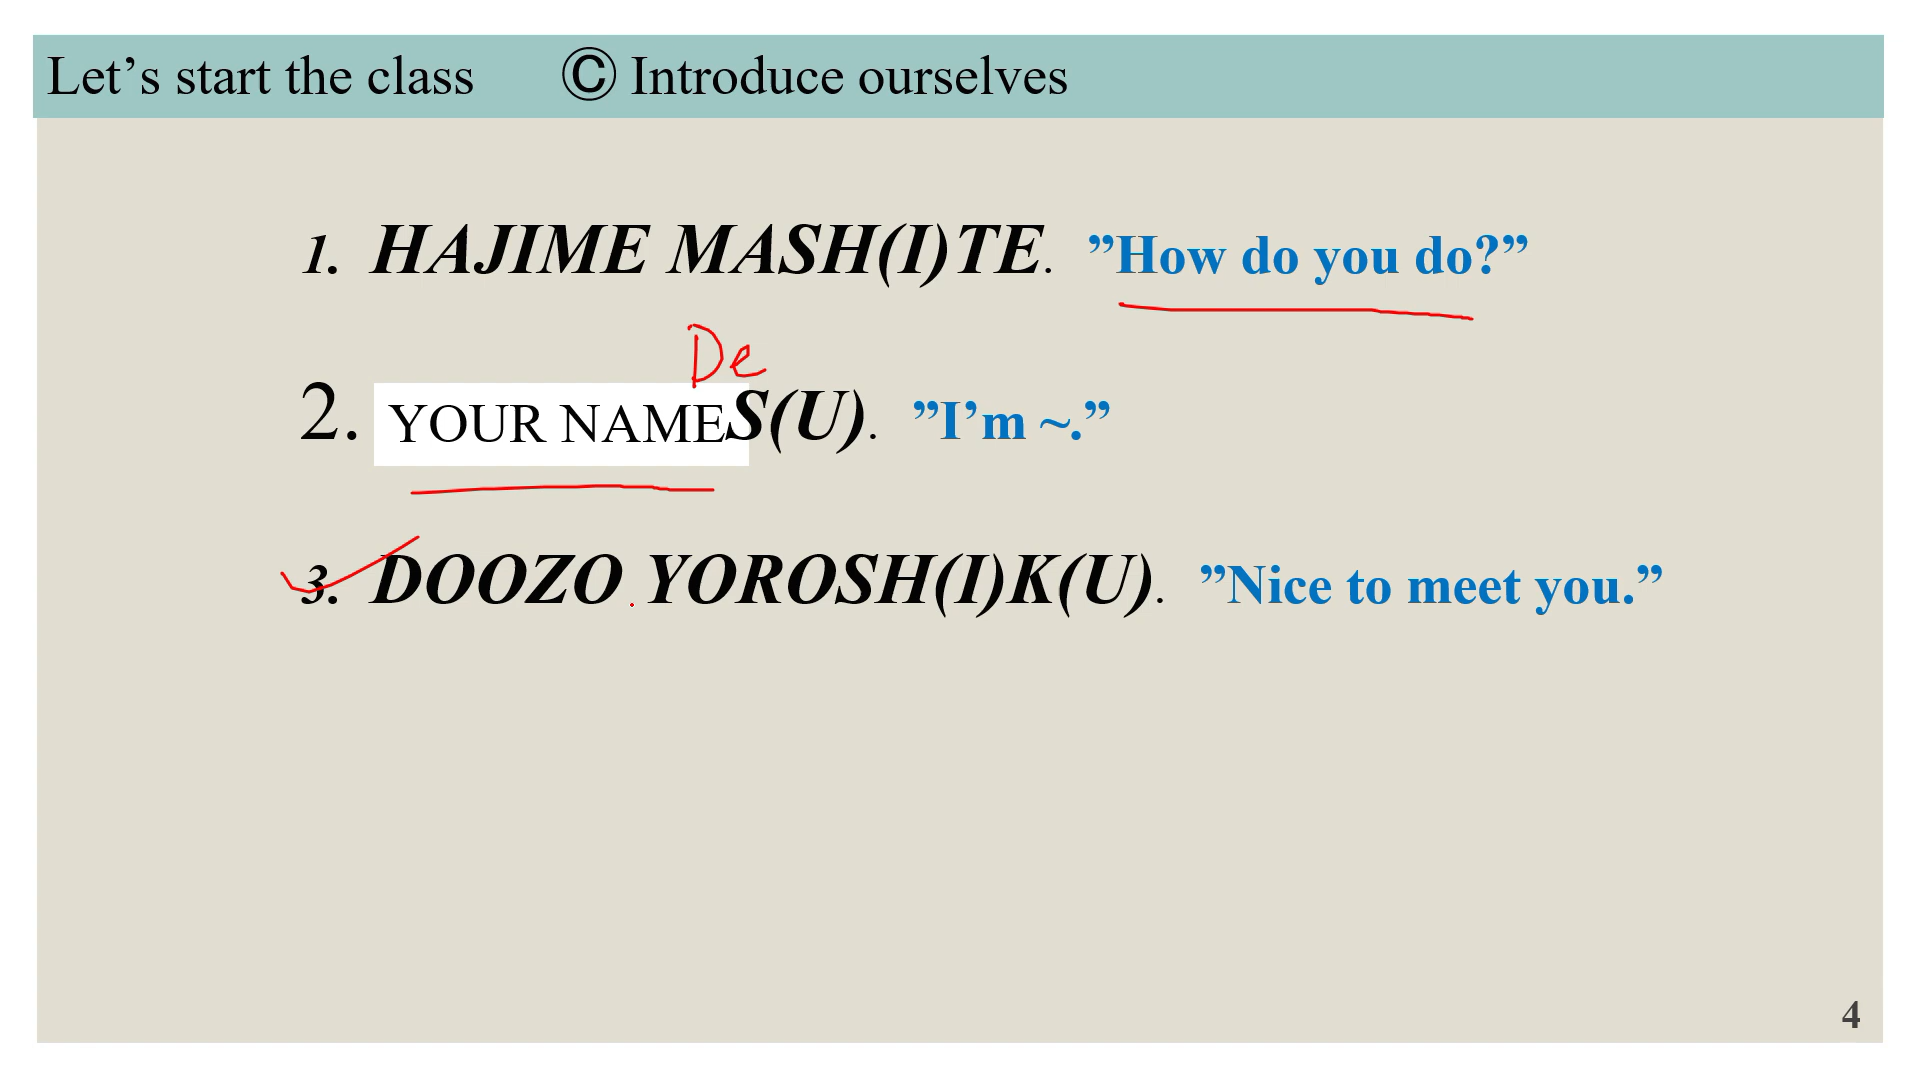 Let’s start the class Ⓒ Introduce ourselves
1. HAJIME MASH(I)TE. ”How do you do?”
De
2. YOUR NAMES(U). ”I’m ~.”
3. DOOZO YOROSH(I)K(U). ”Nice to meet you.”
4